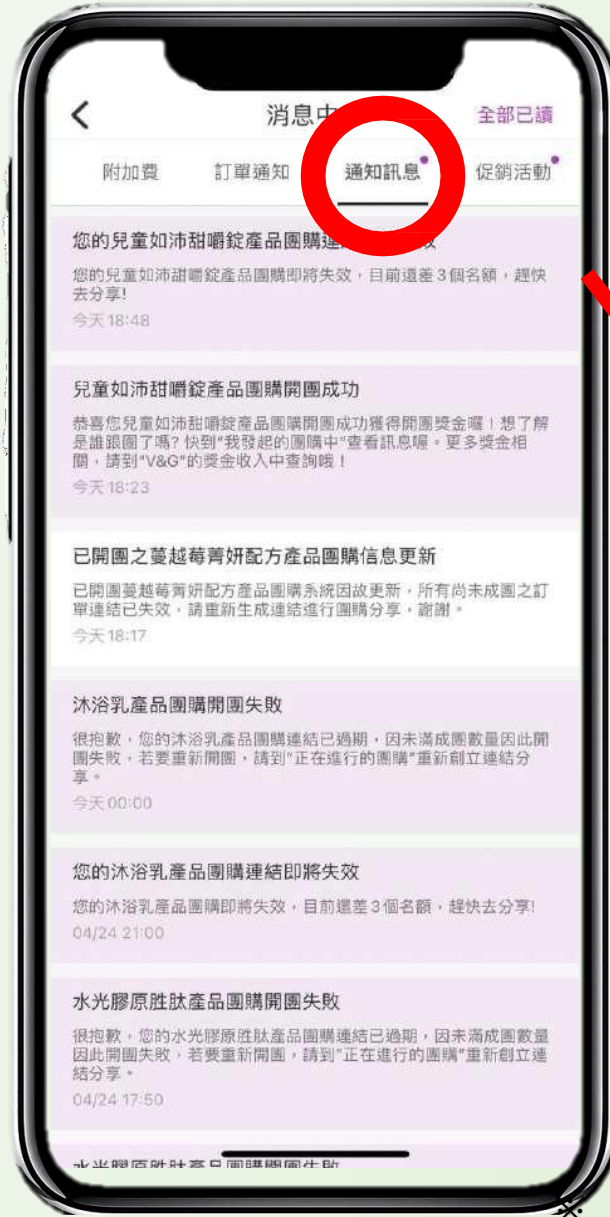 消息中
全部已讀
附加費
訂單通知
通知訊息
促銷活動
您的兒童如沛甜嚼錠產品團購連
您的兒童如沛甜嚼錠產品團購即將失效，目前還差3個名額，趕快
去分享!
今天 18:48
兒童如沛甜嚼錠產品團購開團成功
恭喜您兒童如沛甜嚼錠產品團購開團成功獲得開團獎金喔！想了解
是誰跟團了嗎? 快到"我發起的團購中"查看訊息喔。更多獎金相
關，請到"V&G"的獎金收入中查詢哦！
今天 18:23
已開團之蔓越莓菁妍配方產品團購信息更新
已開團蔓越莓菁妍配方產品團購系統因故更新，所有尚未成團之訂
單連結已失效，請重新生成連結進行團購分享，謝謝。
今天 18:17
沐浴乳產品團購開團失敗
很抱歉，您的沐浴乳產品團購連結已過期，因未滿成團數量因此開
團失敗，若要重新開團，請到"正在進行的團購"重新創立連結分
享。
今天 00:00
您的沐浴乳產品團購連結即將失效
您的沐浴乳產品團購即將失效，目前還差3個名額，趕快去分享!
04/24 21:00
水光膠原胜肽產品團購開團失敗
很抱歉，您的水光膠原胜肽產品團購連結已過期，因未滿成團數量
因此開團失敗，若要重新開團，請到"正在進行的團購"重新創立連
結分享。
04/24 17:50
水光膠原胜肽產品團購開團失敗
※